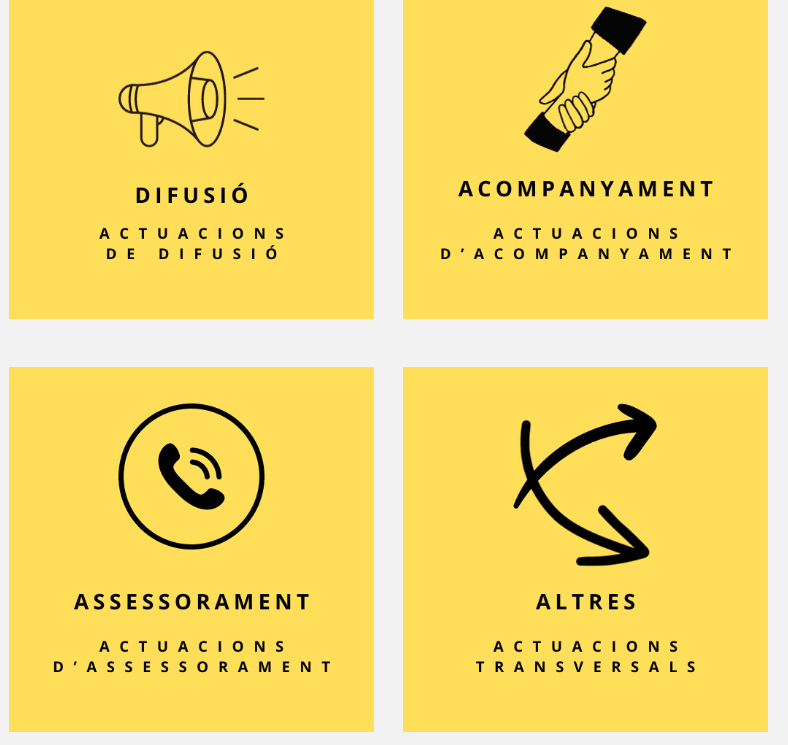 DIFUSIÓ
ACTUACIONS
DE DIFUSIÓ
ACOMPANYAMENT
ACTUACIONS
D’ACOMPANYAMENT
ASSESSORAMENT
ACTUACIONS
D’ASSESSORAMENT
ALTRES
ACTUACIONS
TRANSVERSALS